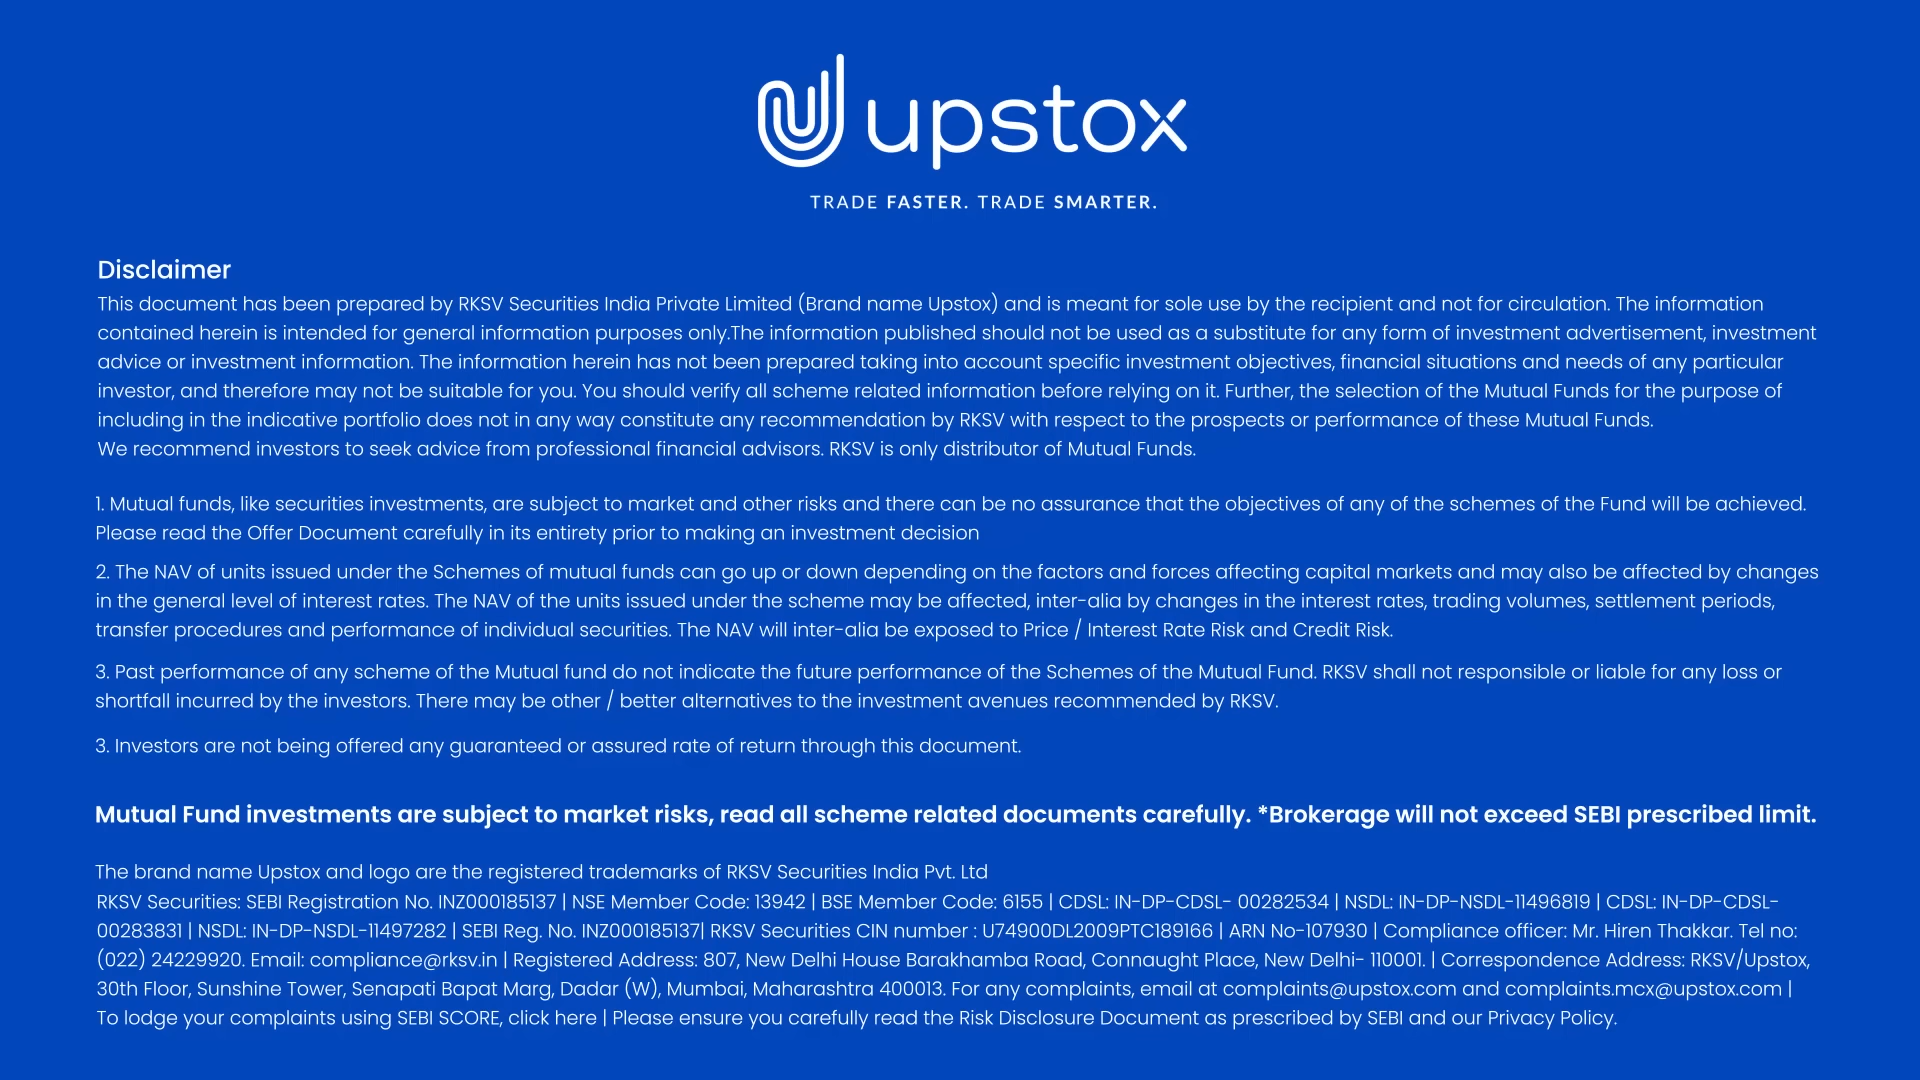 upstox
TRADE FASTER. TRADE SMARTER.
Disclaimer
This document has been prepared by RKSV Securities India Private Limited (Brand name Upstox) and is meant for sole use by the recipient and not for circulation. The information
contained herein is intended for general information purposes only.The information published should not be used as a substitute for any form of investment advertisement, investment
advice or investment information. The information herein has not been prepared taking into account specific investment objectives, financial situations and needs of any particular
investor, and therefore may not be suitable for you. You should verify all scheme related information before relying on it. Further, the selection of the Mutual Funds for the purpose of
including in the indicative portfolio does not in any way constitute any recommendation by RKSV with respect to the prospects or performance of these Mutual Funds.
We recommend investors to seek advice from professional financial advisors. RKSV is only distributor of Mutual Funds.
1. Mutual funds, like securities investments, are subject to market and other risks and there can be no assurance that the objectives of any of the schemes of the Fund will be achieved.
Please read the Offer Document carefully in its entirety prior to making an investment decision
2. The NAV of units issued under the Schemes of mutual funds can go up or down depending on the factors and forces affecting capital markets and may also be affected by changes
in the general level of interest rates. The NAV of the units issued under the scheme may be affected, inter-alia by changes in the interest rates, trading volumes, settlement periods,
transfer procedures and performance of individual securities. The NAV will inter-alia be exposed to Price / Interest Rate Risk and Credit Risk.
3. Past performance of any scheme of the Mutual fund do not indicate the future performance of the Schemes of the Mutual Fund. RKSV shall not responsible or liable for any loss or
shortfall incurred by the investors. There may be other / better alternatives to the investment avenues recommended by RKSV.
3. Investors are not being offered any guaranteed or assured rate of return through this document.
Mutual Fund investments are subject to market risks, read all scheme related documents carefully. *Brokerage will not exceed SEBI prescribed limit.
The brand name Upstox and logo are the registered trademarks of RKSV Securities India Pvt. Ltd
RKSV Securities: SEBI Registration No. INZ000185137 | NSE Member Code: 13942 | BSE Member Code: 6155 | CDSL: IN-DP-CDSL- 00282534 | NSDL: IN-DP-NSDL-11496819 | CDSL: IN-DP-CDSL-
00283831 | NSDL: IN-DP-NSDL-11497282 | SEBI Reg. No. INZ000185137| RKSV Securities CIN number : U74900DL2009PTC189166 | ARN No-107930 | Compliance officer: Mr. Hiren Thakkar. Tel no:
(022) 24229920. Email: compliance@rksv.in | Registered Address: 807, New Delhi House Barakhamba Road, Connaught Place, New Delhi- 110001. | Correspondence Address: RKSV/Upstox,
30th Floor, Sunshine Tower, Senapati Bapat Marg, Dadar (W), Mumbai, Maharashtra 400013. For any complaints, email at complaints@upstox.com and complaints.mcx@upstox.com |
To lodge your complaints using SEBI SCORE, click here | Please ensure you carefully read the Risk Disclosure Document as prescribed by SEBI and our Privacy Policy.